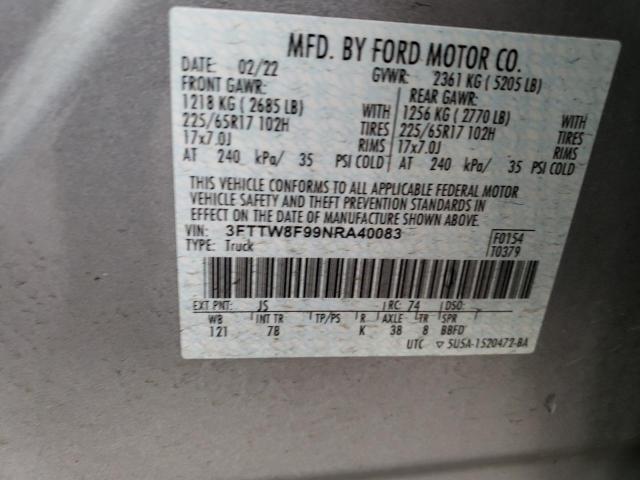 MFD. BY FORD MOTOR CO.
DATE: 02/22 GVWR: 2361 KG ( 5205 LB)
FRONT GAWR: REAR GAWR:
1218 KG ( 2685 LB) WITH 1256 KG ( 2770 LB) WITH
225/65R17 102H TIRES 225/65R17 102H TIRES
17x7.0J RIMS 17x7.0J RIMS
AT 240 kPa/ 35 PSI COLD AT 240 kPa/ 35 PSI COLD
THIS VEHICLE CONFORMS TO ALL APPLICABLE FEDERAL MOTOR
VEHICLE SAFETY AND THEFT PREVENTION STANDARDS IN
EFFECT ON THE DATE OF MANUFACTURE SHOWN ABOVE.
VIN: 3FTTW8F99NRA40083 F0154
TYPE: Truck T0379
EXT PNT: JS RC: 74 DSO:
WB INT TR TP/PS R AXLE TR SPR
121 7B K 38 8 BBFD
UTC ▽ 5U5A-1520472-BA